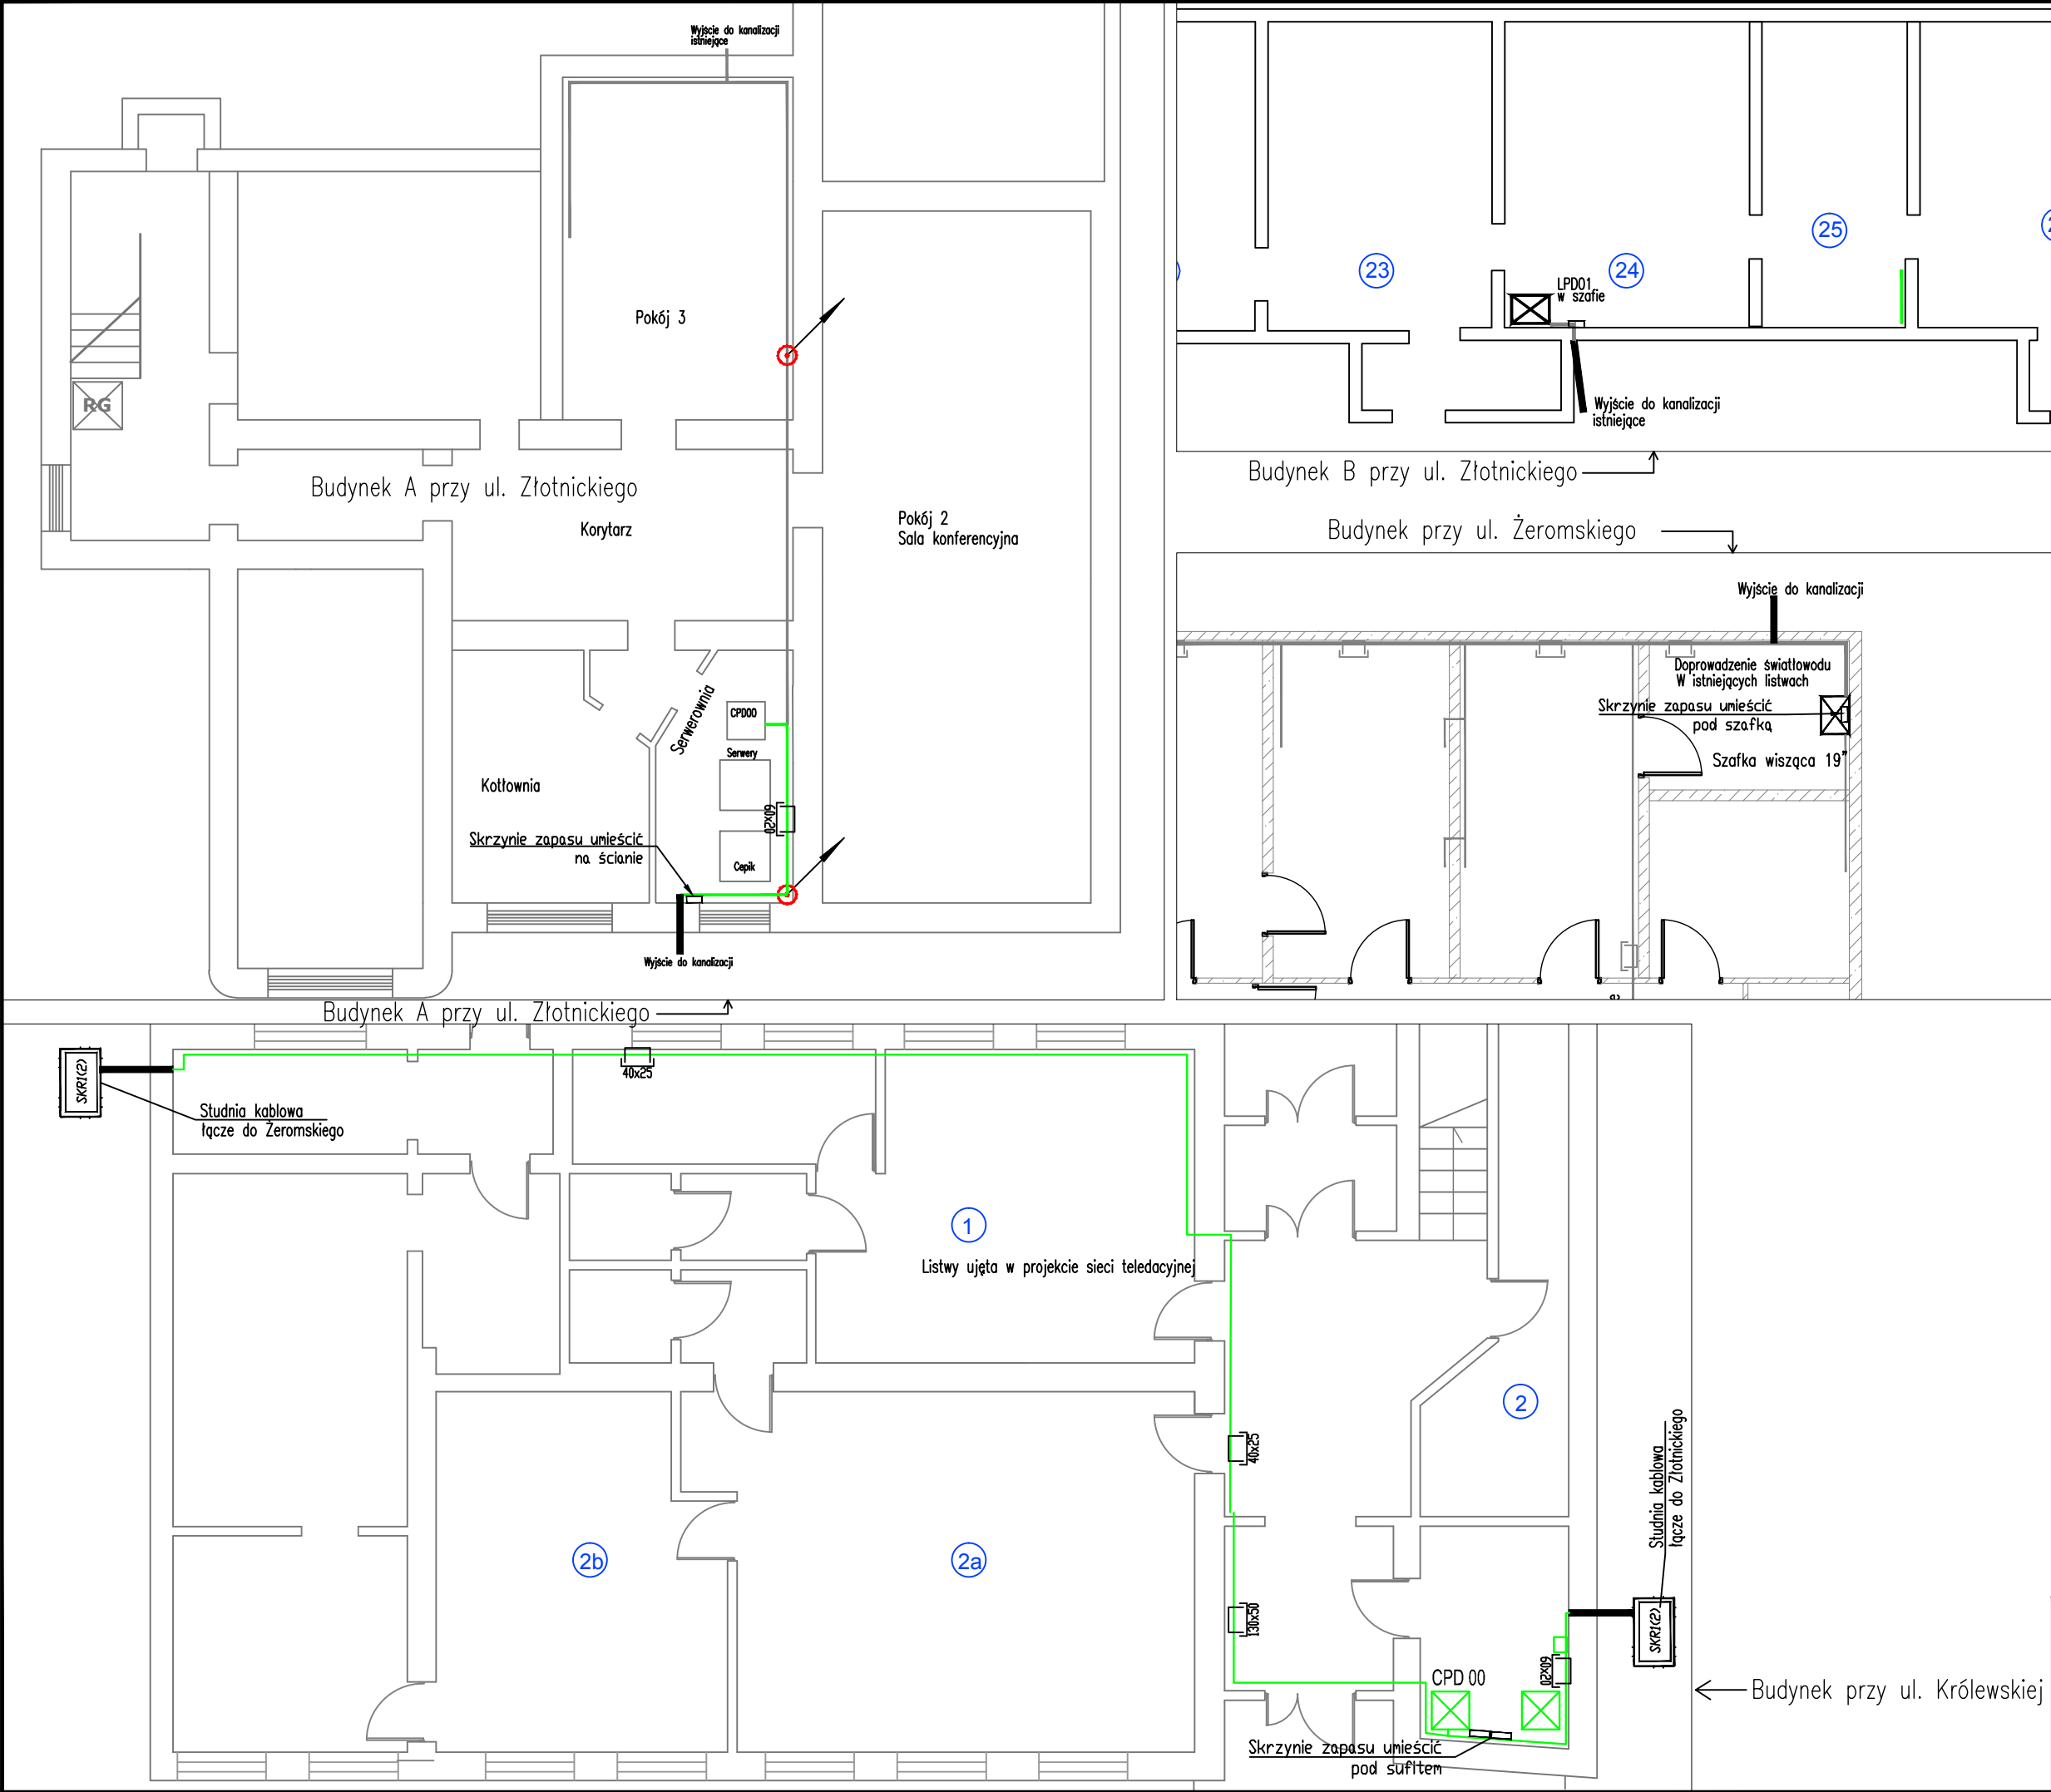 Wyjście do kanalizacji
istniejące
Pokój 3
RG
Budynek A przy ul. Złotnickiego
Korytarz
Pokój 2
Sala konferencyjna
Serwerownia
CPD00
Serwery
60x20
Kotłownia
Skrzynie zapasu umieścić
na ścianie
Cepik
Wyjście do kanalizacji
Budynek A przy ul. Złotnickiego
23
24
25
LPD01
w szafie
Wyjście do kanalizacji
istniejące
Budynek B przy ul. Złotnickiego
Budynek przy ul. Żeromskiego
Wyjście do kanalizacji
Doprowadzenie światłowodu
W istniejących listwach
Skrzynie zapasu umieścić
pod szafką
Szafka wisząca 19"
SKR1(2)
Studnia kablowa
łącze do Żeromskiego
40x25
1
Listwy ujęta w projekcie sieci teledacyjnej
2
40x25
2b
2a
130x50
Studnia kablowa
łącze do Złotnickiego
SKR1(2)
60x20
CPD 00
Budynek przy ul. Królewskiej
Skrzynie zapasu umieścić
pod sufitem